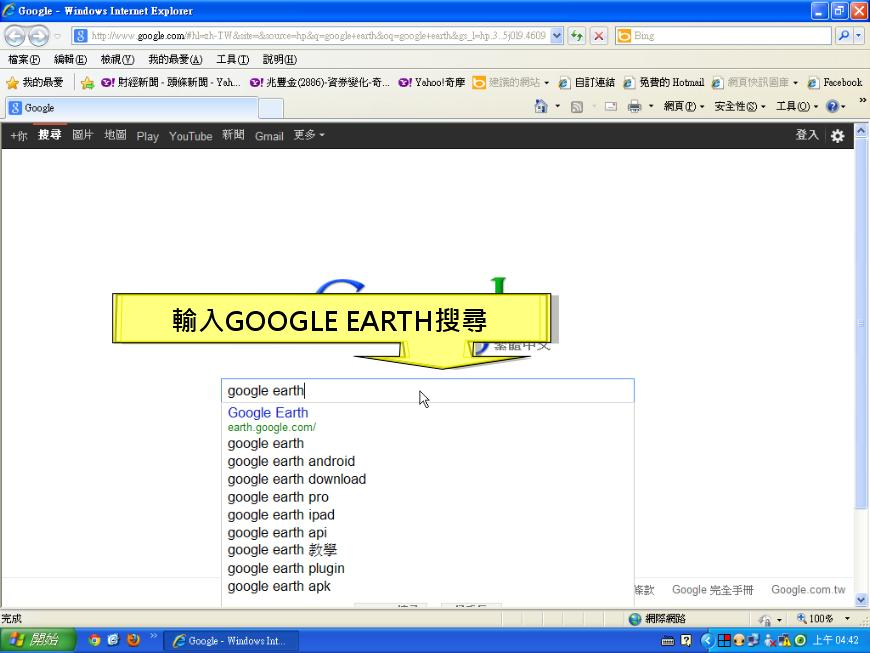 Google - Windows Internet Explorer
http://www.google.com/#hl=zh-TW&site=&source=hp&q=google+earth&oq=google+earth&gs_l=hp.3...5j0l9.4609
Bing
檔案(F) 編輯(E) 檢視(V) 我的最愛(A) 工具(T) 說明(H)
我的最愛 財經新聞 - 頭條新聞 - Yah... 兆豐金(2886)-資券變化-奇... Yahoo!奇摩 建議的網站 自訂連結 免費的 Hotmail 網頁快訊圖庫 Facebook
Google 網頁(P) 安全性(S) 工具(O)
+你 搜尋 圖片 地圖 Play YouTube 新聞 Gmail 更多 登入
輸入GOOGLE EARTH搜尋
繁體中文
google earth
Google Earth
earth.google.com/
google earth
google earth android
google earth download
google earth pro
google earth ipad
google earth api
google earth 教學
google earth plugin
google earth apk
條款 Google 完全手冊 Google.com.tw
完成 網際網路 100%
開始 Google - Windows Int... 上午 04:42